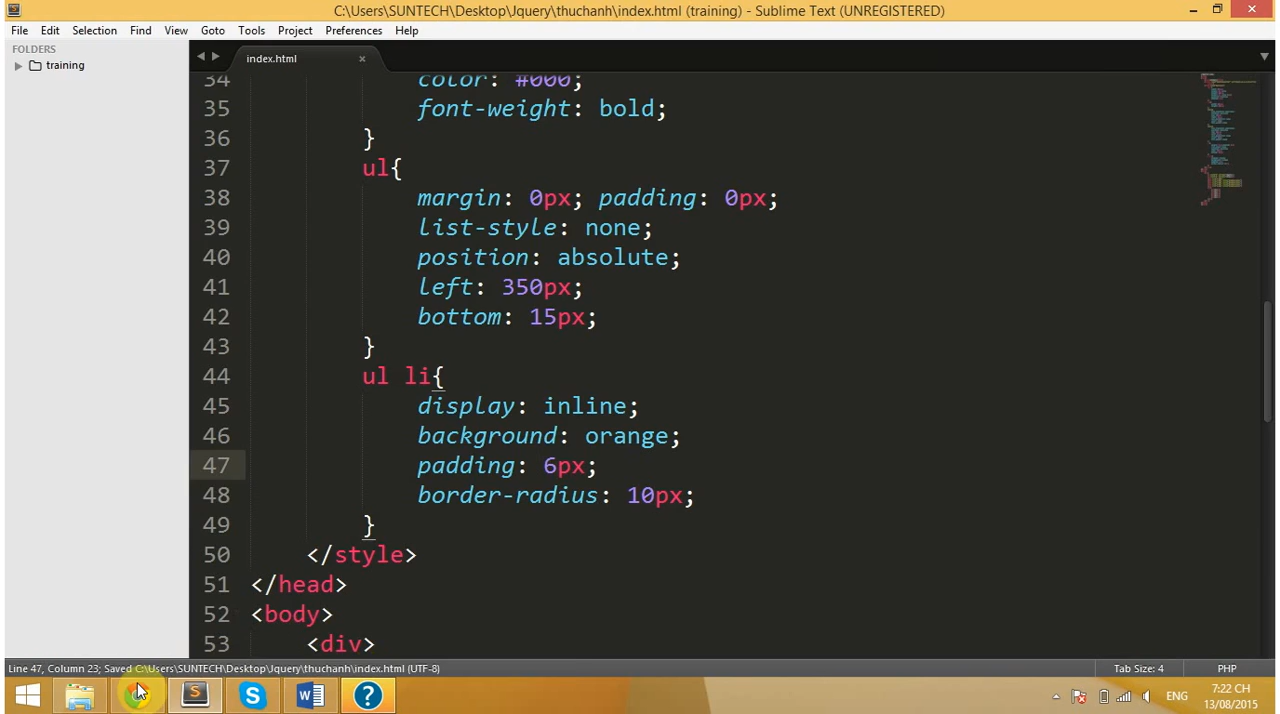 C:\Users\SUNTECH\Desktop\Jquery\thuchanh\index.html (training) - Sublime Text (UNREGISTERED)
File Edit Selection Find View Goto Tools Project Preferences Help
FOLDERS
training
index.html
34 color: #000;
35 font-weight: bold;
36 }
37 ul{
38 margin: 0px; padding: 0px;
39 list-style: none;
40 position: absolute;
41 left: 350px;
42 bottom: 15px;
43 }
44 ul li{
45 display: inline;
46 background: orange;
47 padding: 6px;
48 border-radius: 10px;
49 }
50 </style>
51 </head>
52 <body>
53 <div>
Line 47, Column 23; Saved C:\Users\SUNTECH\Desktop\Jquery\thuchanh\index.html (UTF-8) Tab Size: 4 PHP
ENG 7:22 CH
13/08/2015